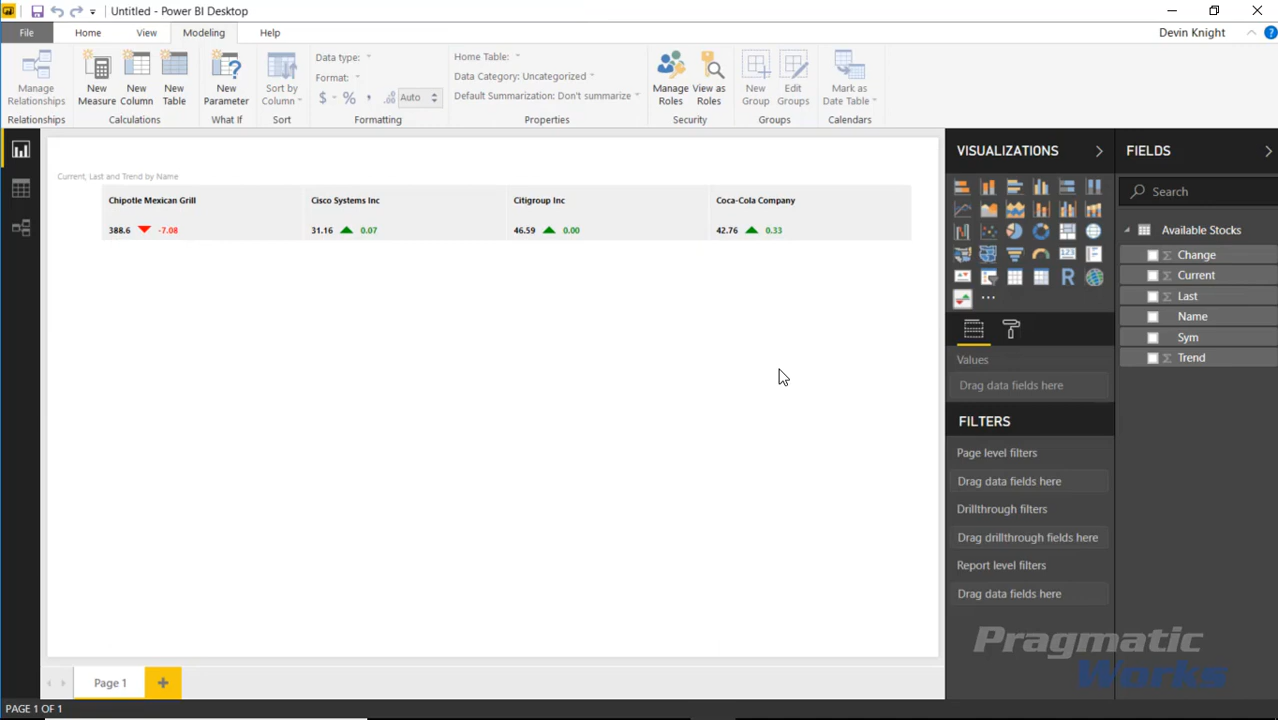 Untitled - Power BI Desktop
File Home View Modeling Help Devin Knight
Manage Relationships
New Measure
New Column
New Table
New Parameter
Sort by Column
Data type:
Format:
$ % , .00 Auto
Home Table:
Data Category: Uncategorized
Default Summarization: Don't summarize
Manage Roles
View as Roles
New Group
Edit Groups
Mark as Date Table
Relationships Calculations What If Sort Formatting Properties Security Groups Calendars
Current, Last and Trend by Name
Chipotle Mexican Grill Cisco Systems Inc Citigroup Inc Coca-Cola Company
388.6 -7.08 31.16 0.07 46.59 0.00 42.76 0.33
VISUALIZATIONS
R
123
Values
Drag data fields here
FILTERS
Page level filters
Drag data fields here
Drillthrough filters
Drag drillthrough fields here
Report level filters
Drag data fields here
FIELDS
Search
Available Stocks
Σ Change
Σ Current
Σ Last
Name
Sym
Σ Trend
Pragmatic
Works
Page 1
PAGE 1 OF 1